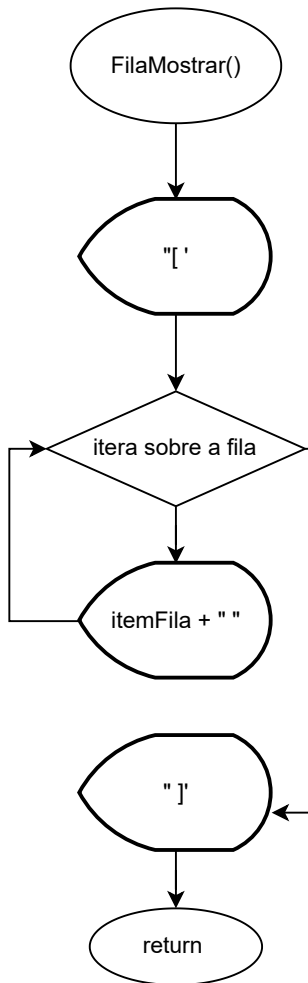 FilaMostrar()
"[ '
itera sobre a fila
itemFila + " "
" ]'
return